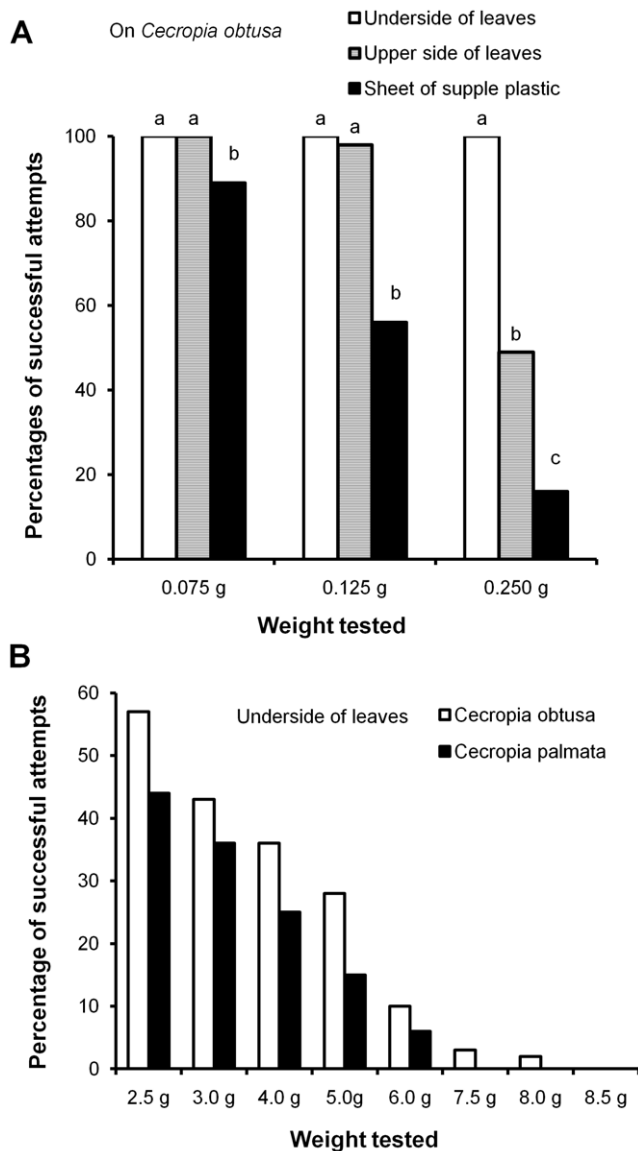 A
On Cecropia obtusa
Underside of leaves
Upper side of leaves
Sheet of supple plastic
Percentages of successful attempts
100
80
60
40
20
0
a a b
a a b
a b c
0.075 g 0.125 g 0.250 g
Weight tested
B
Underside of leaves
Cecropia obtusa
Cecropia palmata
Percentage of successful attempts
60
50
40
30
20
10
0
2.5 g 3.0 g 4.0 g 5.0g 6.0 g 7.5 g 8.0 g 8.5 g
Weight tested